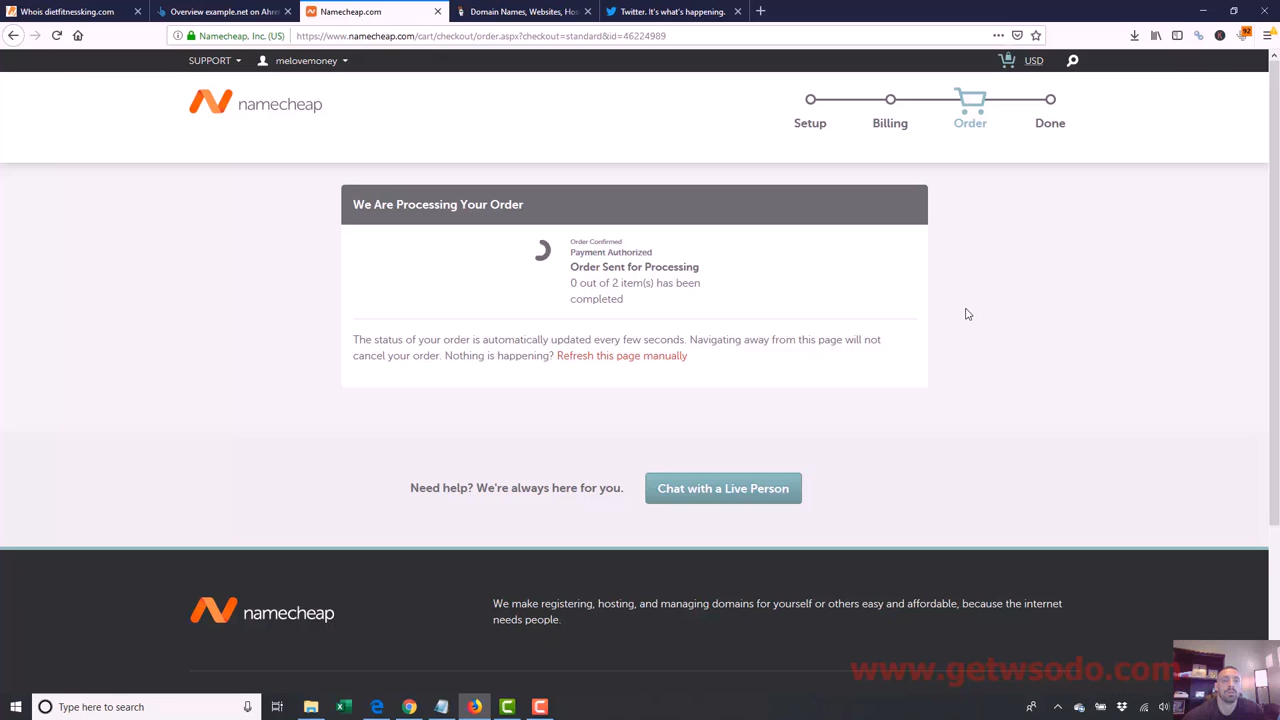 Whois dietfitnessking.com
Overview example.net on Ahre
Namecheap.com
Domain Names, Websites, Hos
Twitter. It's what's happening.
Namecheap, Inc. (US)
https://www.namecheap.com/cart/checkout/order.aspx?checkout=standard&id=46224989
92
SUPPORT
melovemoney
USD
namecheap
Setup
Billing
Order
Done
We Are Processing Your Order
Order Confirmed
Payment Authorized
Order Sent for Processing
0 out of 2 item(s) has been
completed
The status of your order is automatically updated every few seconds. Navigating away from this page will not
cancel your order. Nothing is happening? Refresh this page manually
Need help? We're always here for you.
Chat with a Live Person
namecheap
We make registering, hosting, and managing domains for yourself or others easy and affordable, because the internet
needs people.
www.getwsodo.com
Type here to search